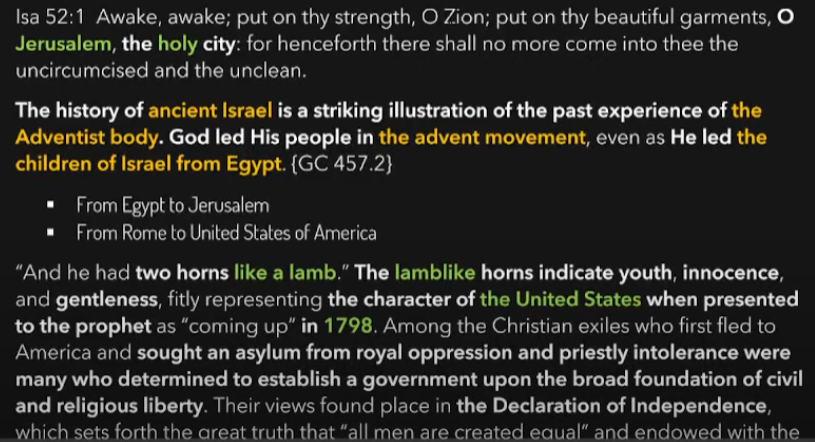 Isa 52:1 Awake, awake; put on thy strength, O Zion; put on thy beautiful garments, O
Jerusalem, the holy city: for henceforth there shall no more come into thee the
uncircumcised and the unclean.
The history of ancient Israel is a striking illustration of the past experience of the
Adventist body. God led His people in the advent movement, even as He led the
children of Israel from Egypt. {GC 457.2}
▪ From Egypt to Jerusalem
▪ From Rome to United States of America
“And he had two horns like a lamb.” The lamblike horns indicate youth, innocence,
and gentleness, fitly representing the character of the United States when presented
to the prophet as “coming up” in 1798. Among the Christian exiles who first fled to
America and sought an asylum from royal oppression and priestly intolerance were
many who determined to establish a government upon the broad foundation of civil
and religious liberty. Their views found place in the Declaration of Independence,
which sets forth the great truth that “all men are created equal” and endowed with the